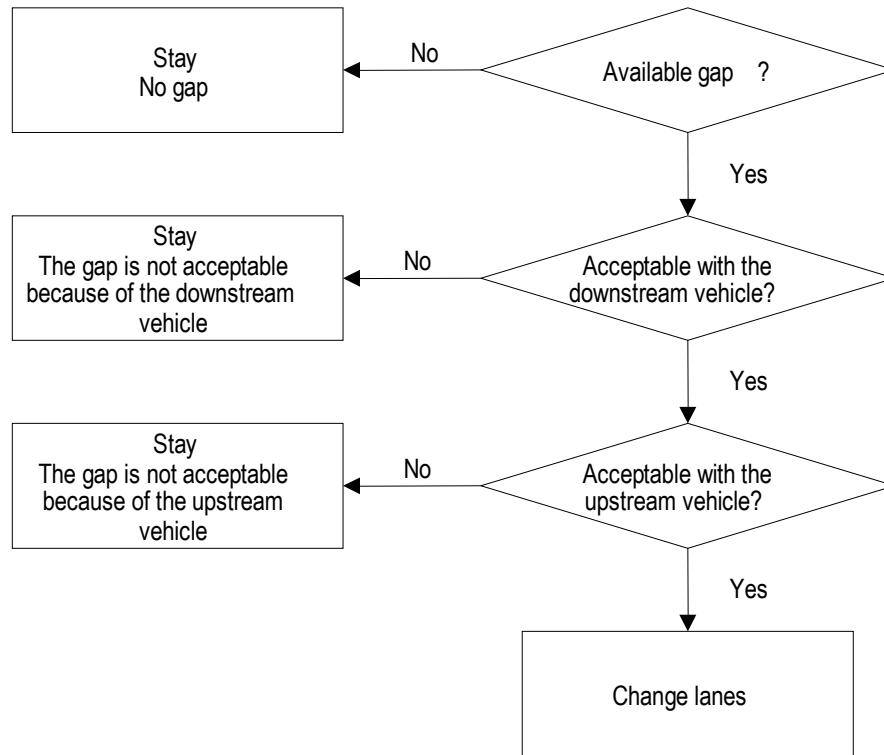 Stay
No gap
No
Available gap ?
Yes
Stay
The gap is not acceptable
because of the downstream
vehicle
No
Acceptable with the
downstream vehicle?
Yes
Stay
The gap is not acceptable
because of the upstream
vehicle
No
Acceptable with the
upstream vehicle?
Yes
Change lanes